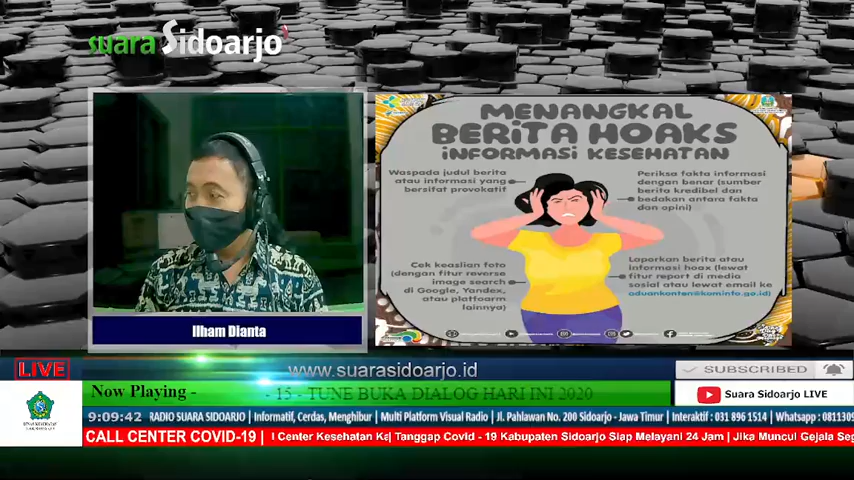 suara Sidoarjo
MENANGKAL
BERITA HOAKS
INFORMASI KESEHATAN
Waspada judul berita
atau informasi yang
bersifat provokatif
Periksa fakta informasi
dengan benar (sumber
berita kredibel dan
bedakan antara fakta
dan opini)
Cek keaslian foto
(dengan fitur reverse
image search
di Google, Yandex,
atau platfoarm
lainnya)
Laporkan berita atau
Informasi hoax (lewat
fitur report di media
sosial atau lewat email ke
aduankonten@kominfo.go.id)
Ilham Dianta
LIVE
www.suarasidoarjo.id
SUBSCRIBED
Now Playing -
- 15 - TUNE BUKA DIALOG HARI INI 2020
Suara Sidoarjo LIVE
9:09:42
RADIO SUARA SIDOARJO | Informatif, Cerdas, Menghibur | Multi Platform Visual Radio | Jl. Pahlawan No. 200 Sidoarjo - Jawa Timur | Interaktif : 031 896 1514 | Whatsapp : 0811309
CALL CENTER COVID-19 | l Center Kesehatan Ke| Tanggap Covid - 19 Kabupaten Sidoarjo Siap Melayani 24 Jam | Jika Muncul Gejala Seg